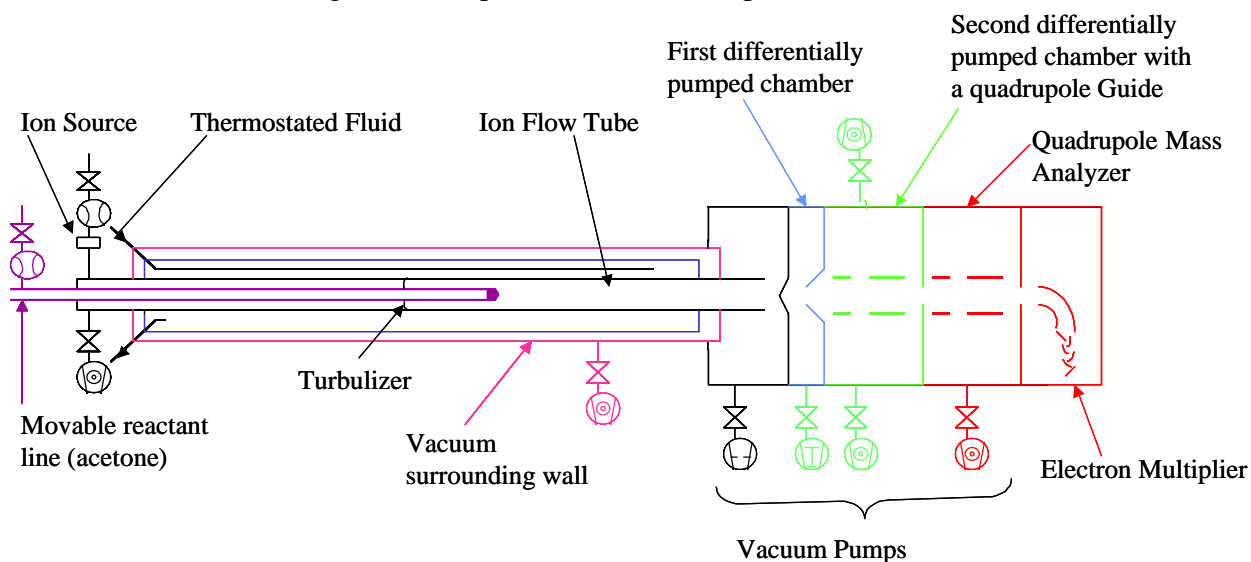 Second differentially
pumped chamber with
a quadrupole Guide
First differentially
pumped chamber
Ion Source
Thermostated Fluid
Ion Flow Tube
Quadrupole Mass
Analyzer
Turbulizer
Movable reactant
line (acetone)
Vacuum
surrounding wall
Electron Multiplier
Vacuum Pumps